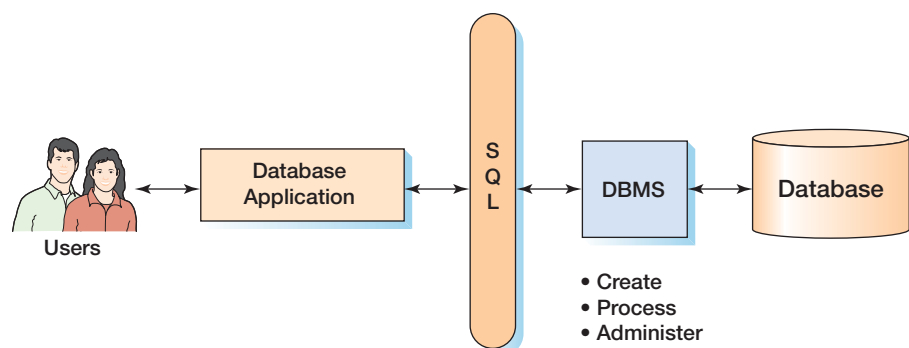 Users
Database
Application
S
Q
L
DBMS
• Create
• Process
• Administer
Database